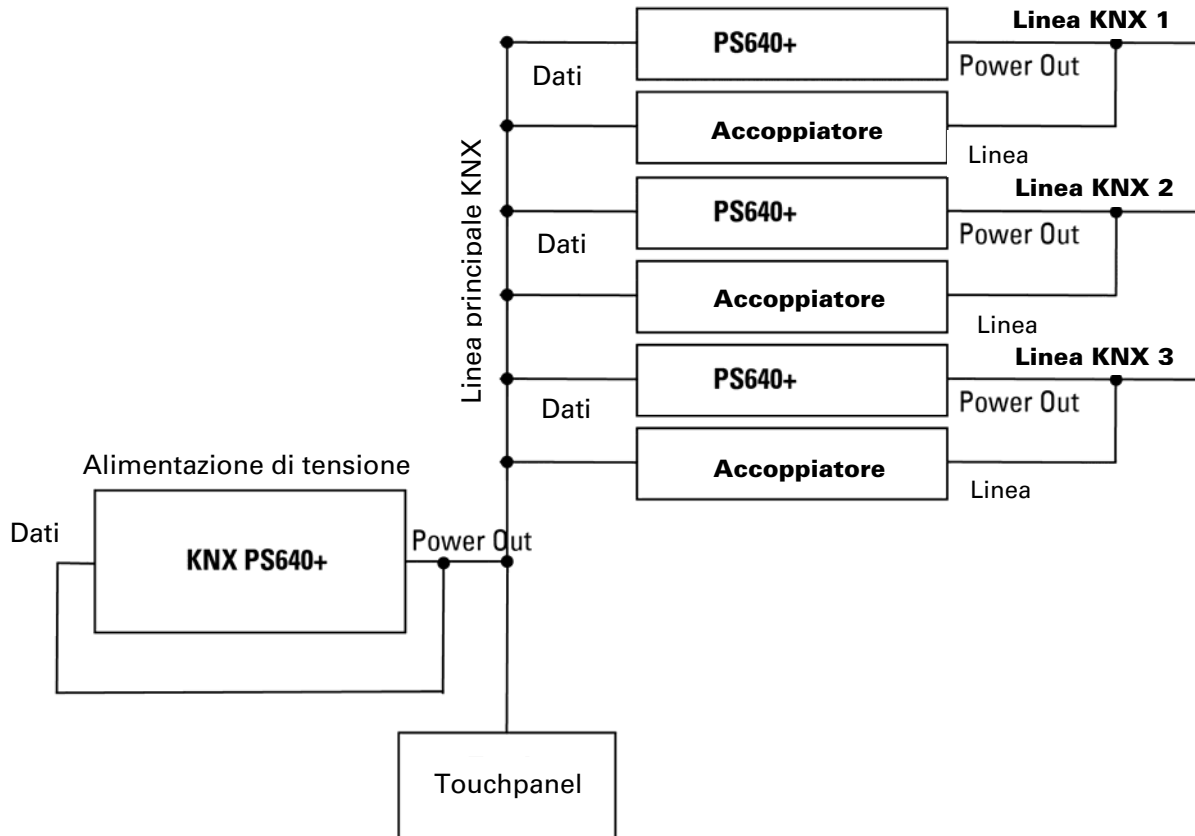 PS640+
Linea KNX 1
Dati
Power Out
Accoppiatore
Linea
Linea principale KNX
PS640+
Linea KNX 2
Dati
Power Out
Accoppiatore
Linea
PS640+
Linea KNX 3
Dati
Power Out
Accoppiatore
Linea
Alimentazione di tensione
Dati
KNX PS640+
Power Out
Touchpanel